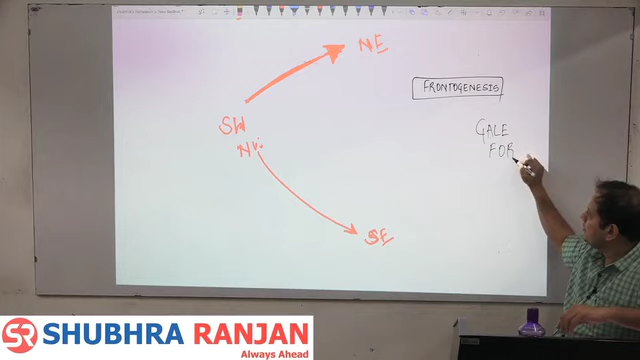 NE
FRONTOGENESIS
SW
NW
GALE
FOR
SE
SR SHUBHRA RANJAN
Always Ahead